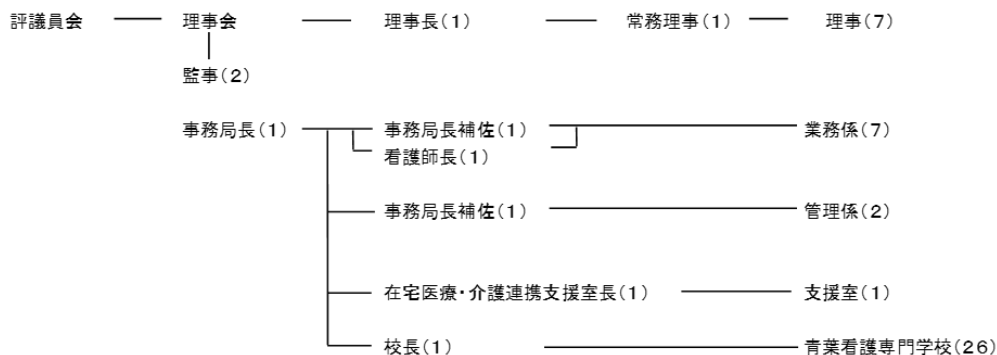 評議員会 理事会 理事長(1) 常務理事(1) 理事(7)
監事(2)
事務局長(1) 事務局長補佐(1) 業務係(7)
看護師長(1)
事務局長補佐(1) 管理係(2)
在宅医療・介護連携支援室長(1) 支援室(1)
校長(1) 青葉看護専門学校(26)